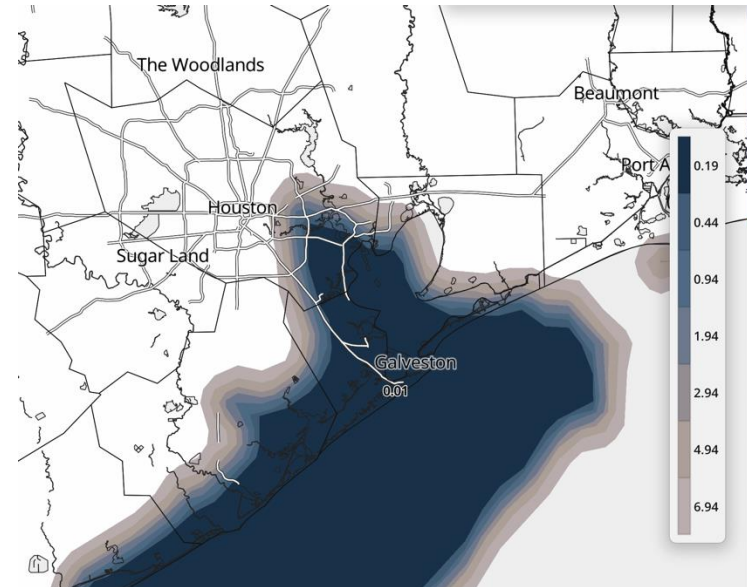 The Woodlands
Beaumont
Port A
Houston
Sugar Land
Galveston
0.01
0.19
0.44
0.94
1.94
2.94
4.94
6.94